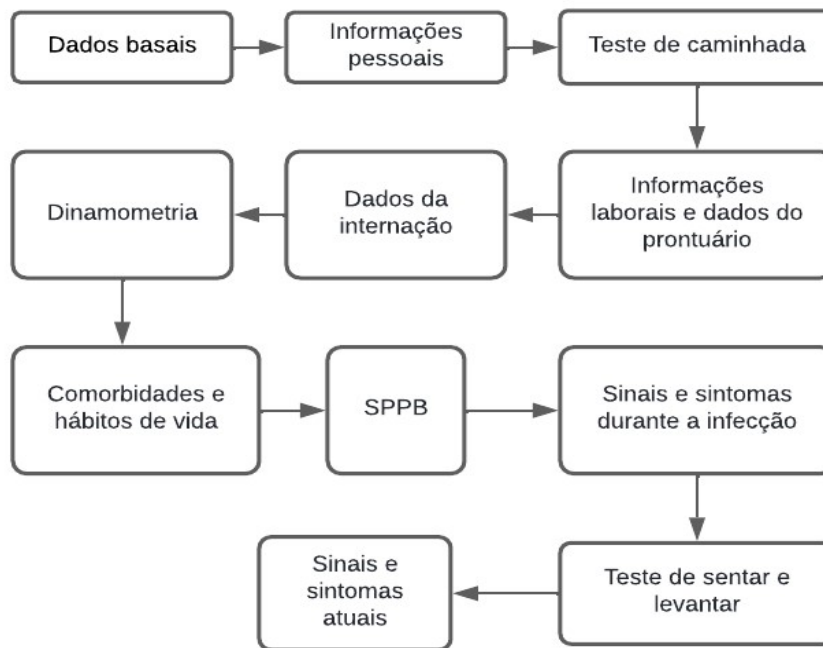 Dados basais
Informações
pessoais
Teste de caminhada
Informações
laborais e dados do
prontuário
Dados da
internação
Dinamometria
Comorbidades e
hábitos de vida
SPPB
Sinais e sintomas
durante a infecção
Teste de sentar e
levantar
Sinais e
sintomas
atuais